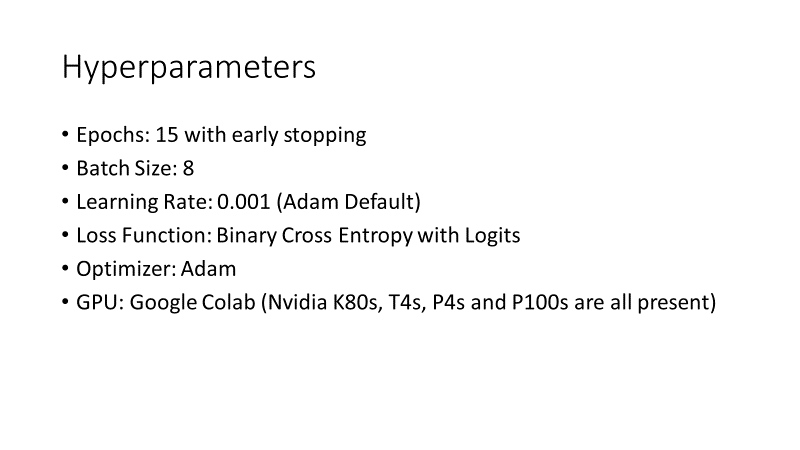 Hyperparameters
• Epochs: 15 with early stopping
• Batch Size: 8
• Learning Rate: 0.001 (Adam Default)
• Loss Function: Binary Cross Entropy with Logits
• Optimizer: Adam
• GPU: Google Colab (Nvidia K80s, T4s, P4s and P100s are all present)